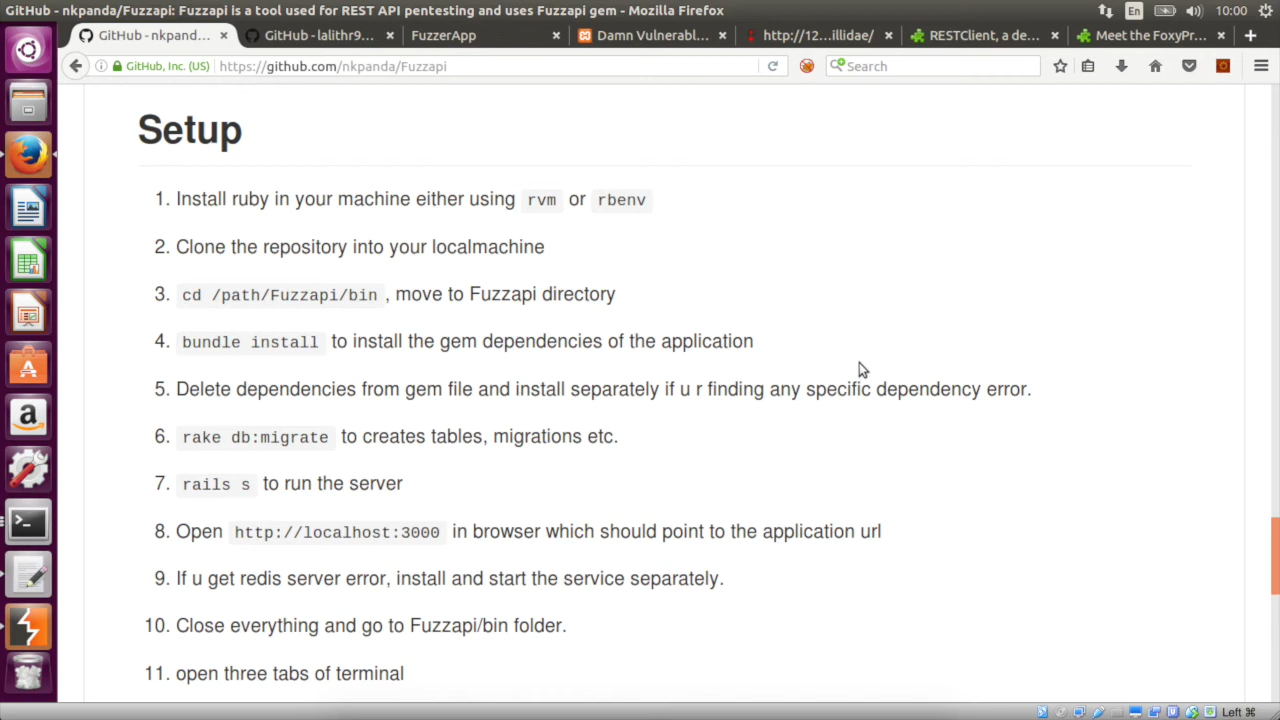 GitHub - nkpanda/Fuzzapi: Fuzzapi is a tool used for REST API pentesting and uses Fuzzapi gem - Mozilla Firefox
En
10:00
GitHub - nkpand...
GitHub - lalithr9...
FuzzerApp
Damn Vulnerabl...
http://12...illidae/
RESTClient, a de...
Meet the FoxyPr...
GitHub, Inc. (US)
https://github.com/nkpanda/Fuzzapi
Search
Setup
1. Install ruby in your machine either using rvm or rbenv
2. Clone the repository into your localmachine
3. cd /path/Fuzzapi/bin , move to Fuzzapi directory
4. bundle install to install the gem dependencies of the application
5. Delete dependencies from gem file and install separately if u r finding any specific dependency error.
6. rake db:migrate to creates tables, migrations etc.
7. rails s to run the server
8. Open http://localhost:3000 in browser which should point to the application url
9. If u get redis server error, install and start the service separately.
10. Close everything and go to Fuzzapi/bin folder.
11. open three tabs of terminal
Left ⌘